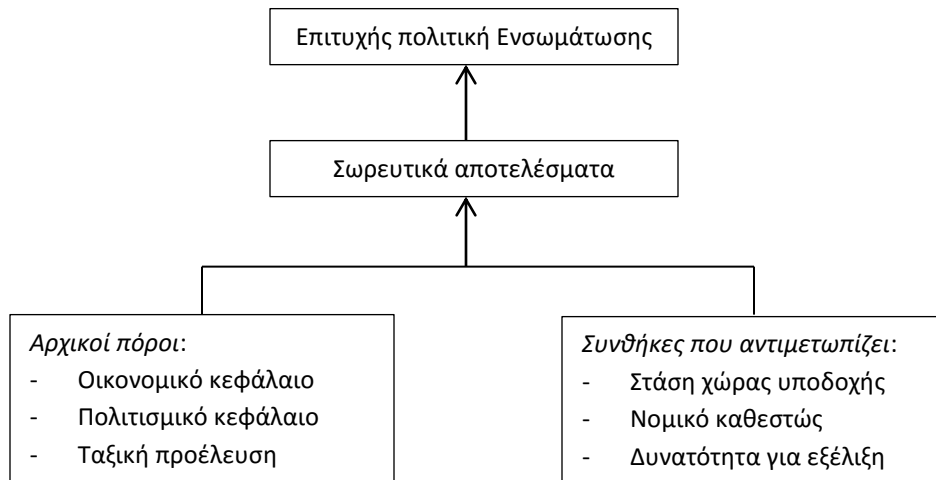 Επιτυχής πολιτική Ενσωμάτωσης
Σωρευτικά αποτελέσματα
Αρχικοί πόροι:
- Οικονομικό κεφάλαιο
- Πολιτισμικό κεφάλαιο
- Ταξική προέλευση
Συνθήκες που αντιμετωπίζει:
- Στάση χώρας υποδοχής
- Νομικό καθεστώς
- Δυνατότητα για εξέλιξη